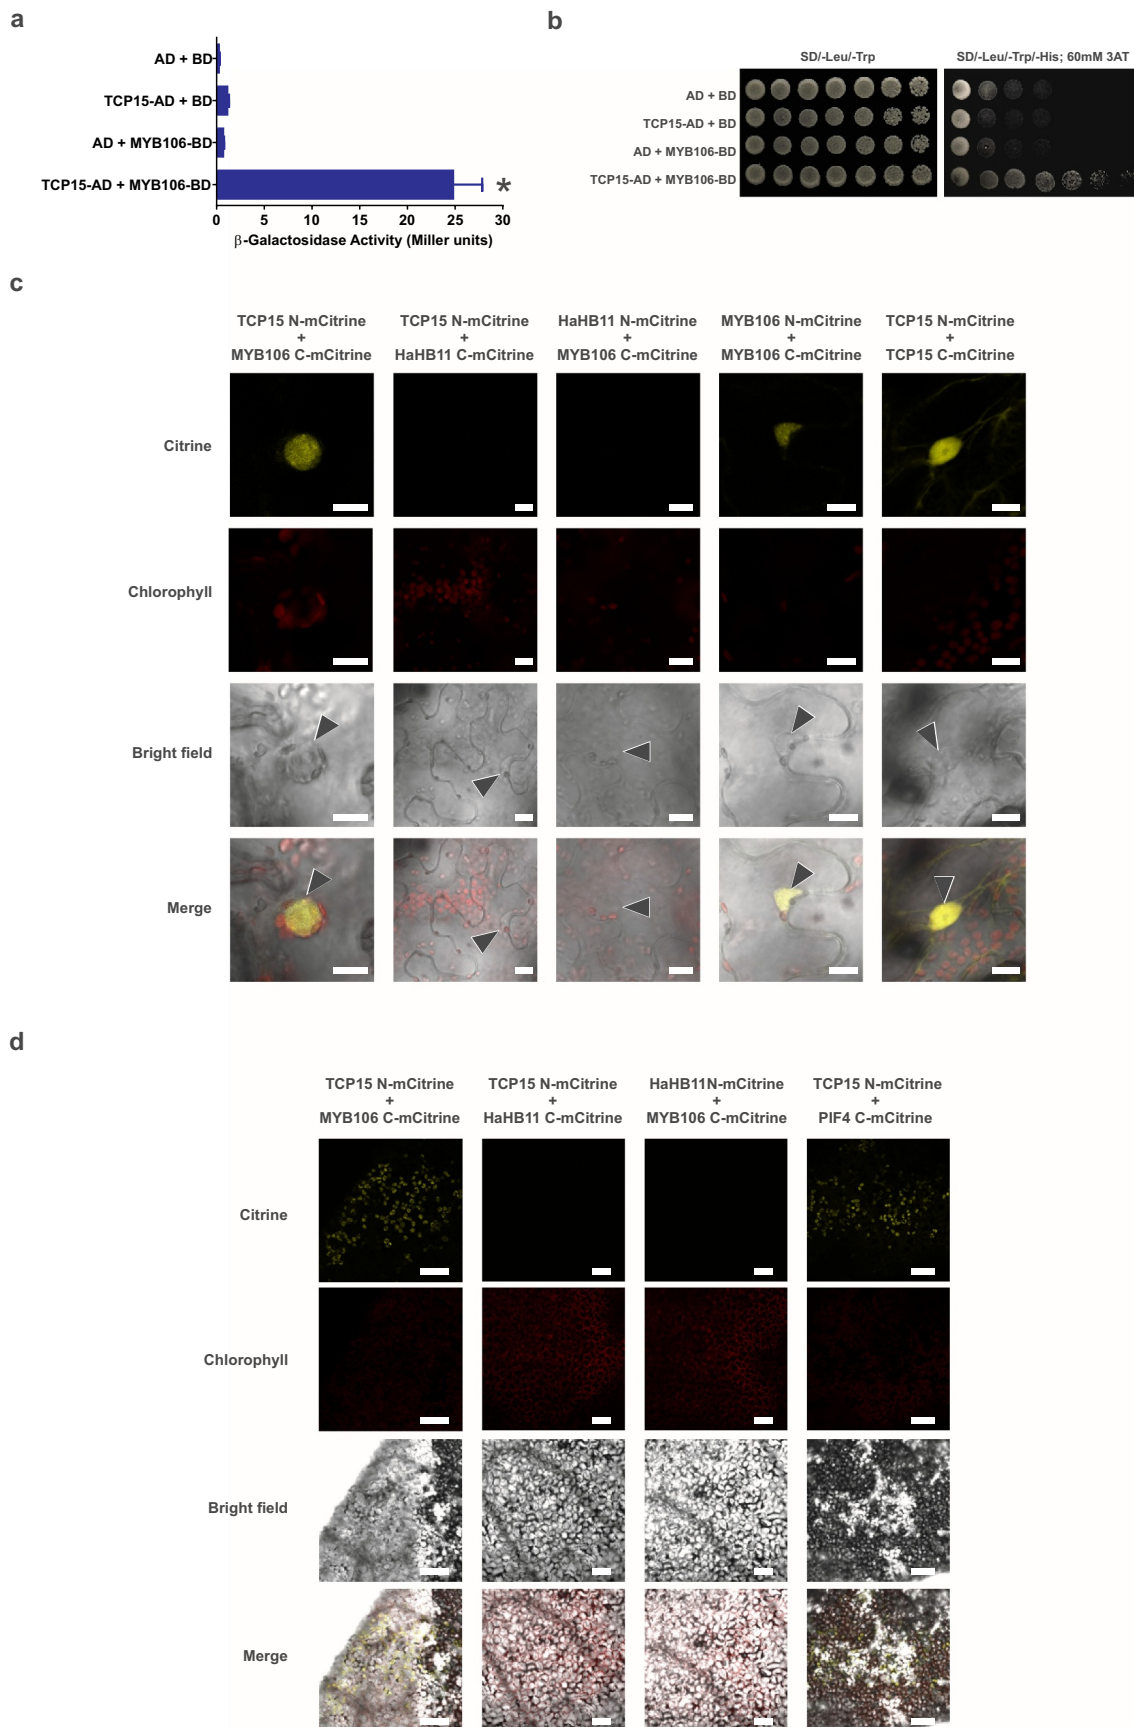 a
AD + BD
TCP15-AD + BD
AD + MYB106-BD
TCP15-AD + MYB106-BD
*
0 5 10 15 20 25 30
β-Galactosidase Activity (Miller units)
b
SD/-Leu/-Trp
SD/-Leu/-Trp/-His; 60mM 3AT
AD + BD
TCP15-AD + BD
AD + MYB106-BD
TCP15-AD + MYB106-BD
c
TCP15 N-mCitrine
+
MYB106 C-mCitrine
TCP15 N-mCitrine
+
HaHB11 C-mCitrine
HaHB11 N-mCitrine
+
MYB106 C-mCitrine
MYB106 N-mCitrine
+
MYB106 C-mCitrine
TCP15 N-mCitrine
+
TCP15 C-mCitrine
Citrine
Chlorophyll
Bright field
Merge
d
TCP15 N-mCitrine
+
MYB106 C-mCitrine
TCP15 N-mCitrine
+
HaHB11 C-mCitrine
HaHB11N-mCitrine
+
MYB106 C-mCitrine
TCP15 N-mCitrine
+
PIF4 C-mCitrine
Citrine
Chlorophyll
Bright field
Merge